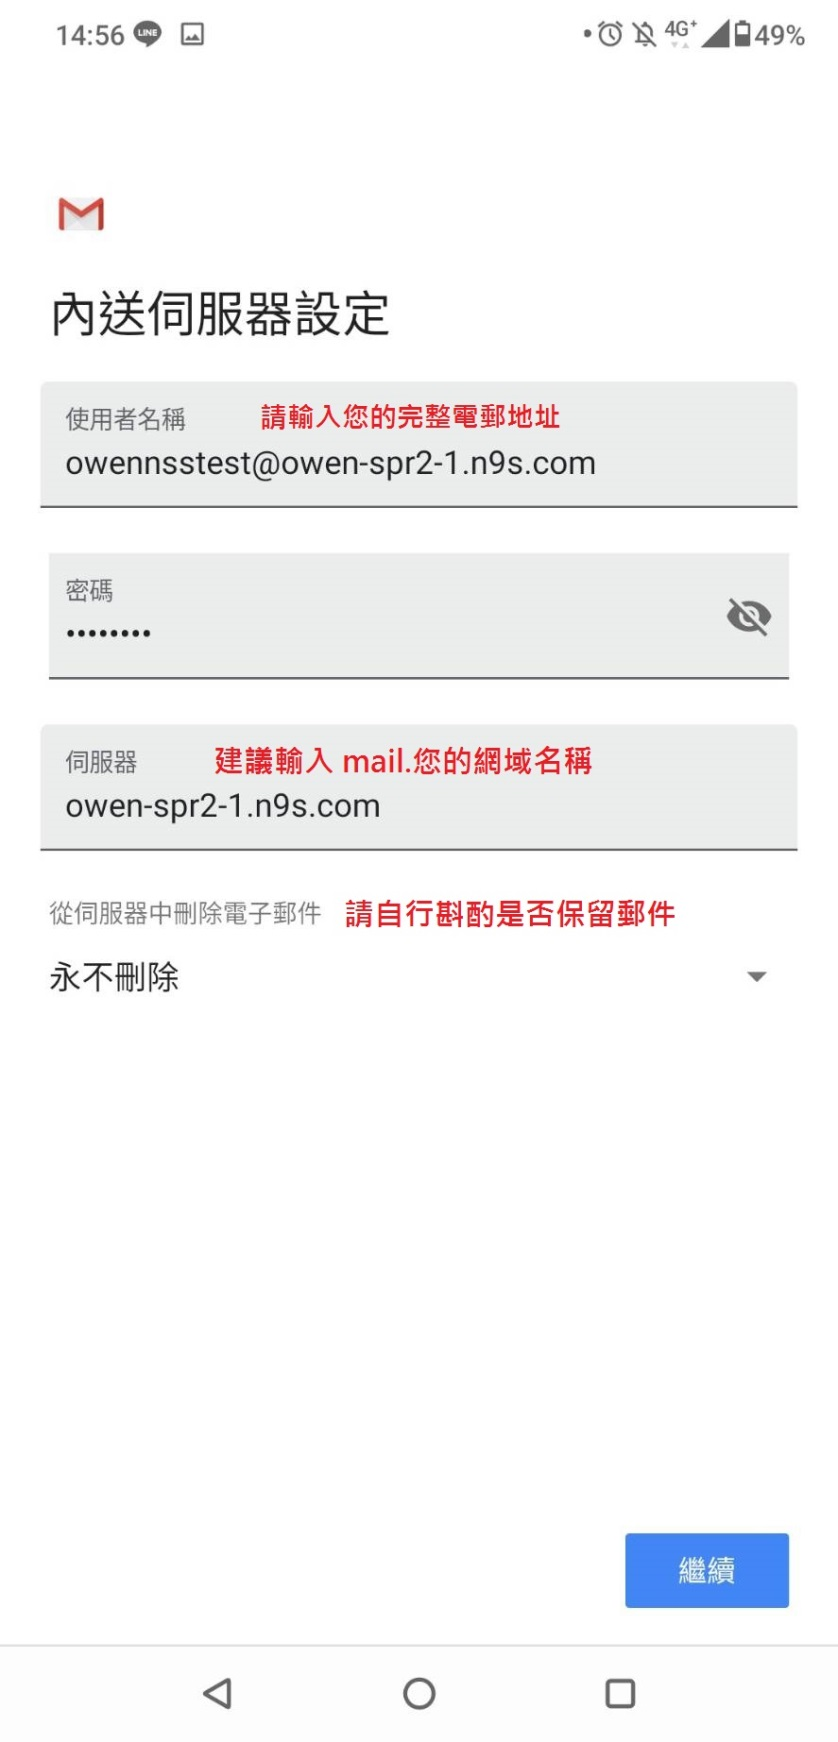 14:56 LINE 4G+ 49%
內送伺服器設定
使用者名稱 請輸入您的完整電郵地址
owennsstest@owen-spr2-1.n9s.com
密碼
••••••••
伺服器 建議輸入 mail.您的網域名稱
owen-spr2-1.n9s.com
從伺服器中刪除電子郵件 請自行斟酌是否保留郵件
永不刪除
繼續